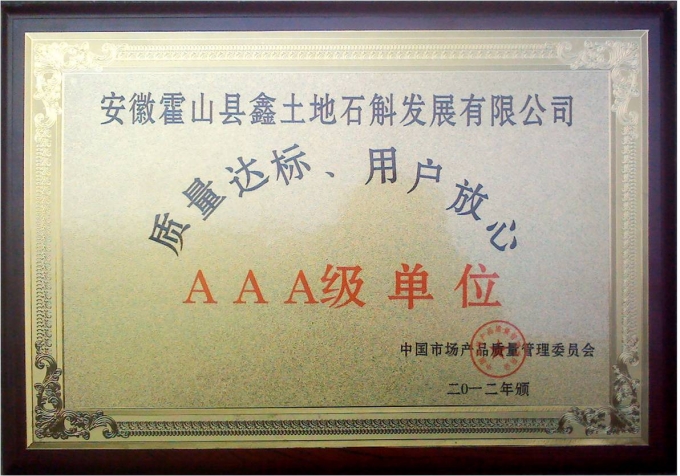 安徽霍山县鑫土地石斛发展有限公司
质量达标、用户放心
AAA级单位
中国市场产品质量管理委员会
二0一二年颁